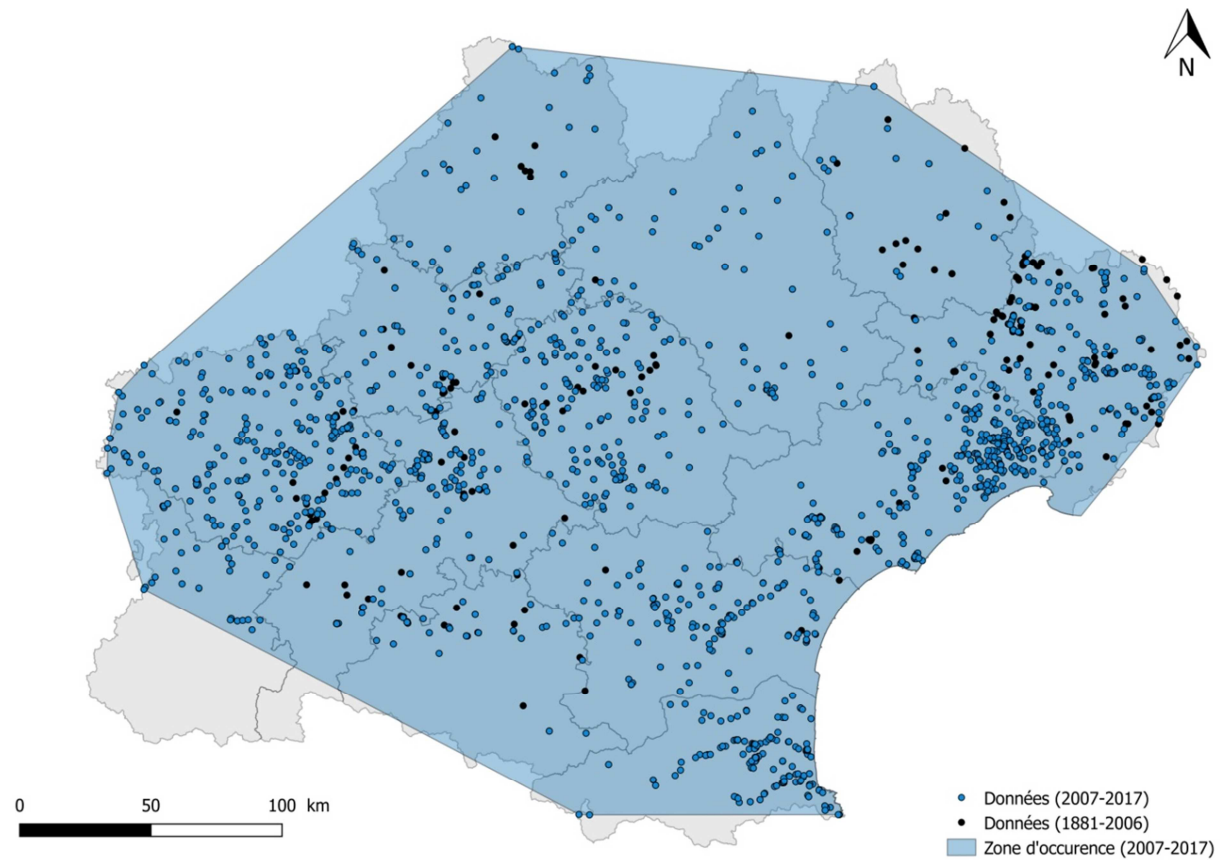 N
0 50 100 km
Données (2007-2017)
Données (1881-2006)
Zone d'occurence (2007-2017)